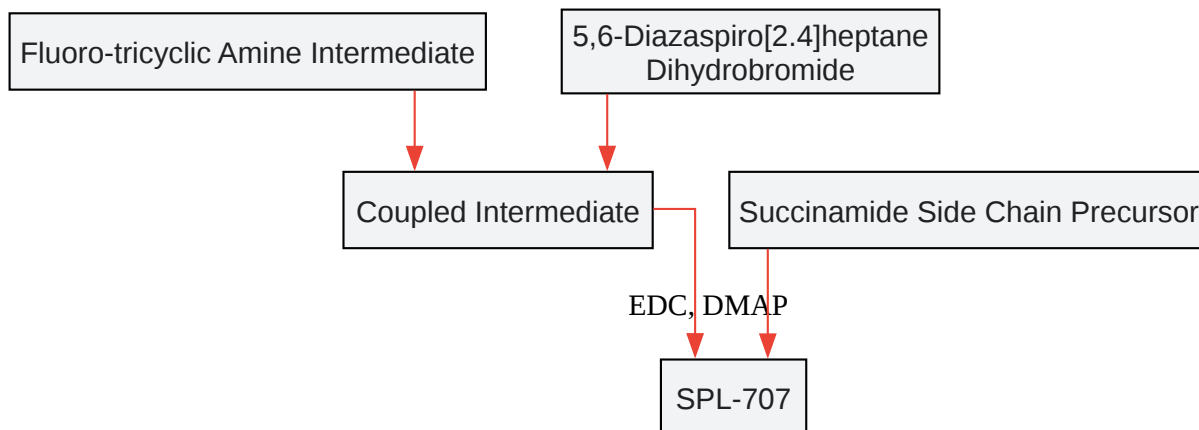 Fluoro-tricyclic Amine Intermediate
5,6-Diazaspiro[2.4]heptane
Dihydrobromide
Coupled Intermediate
Succinamide Side Chain Precursor
EDC, DMAP
SPL-707